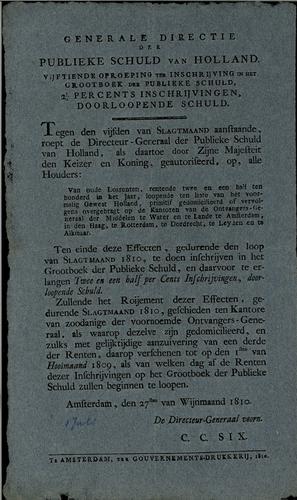 GENERALE DIRECTIE
DER
PUBLIEKE SCHULD VAN HOLLAND.
VIJFTIENDE OPROEPING TER INSCHRIJVING IN HET
GROOTBOEK DER PUBLIEKE SCHULD,
2½ PERCENTS INSCHRIJVINGEN,
DOORLOOPENDE SCHULD.
Tegen den vijfden van SLAGTMAAND aanstaande,
roept de Directeur-Generaal der Publieke Schuld
van Holland, als daartoe door Zijne Majesteit
den Keizer en Koning, geautoriseerd, op, alle
Houders:
Van oude Losrenten, rentende twee en een half ten
honderd in het jaar, loopende ten laste van het voor-
malig Gewest Holland, primitif gedomicilieerd of vervol-
gens overgebragt op de Kantoren van de Ontvangers-Ge-
neraal der Middelen te Water en te Lande te Amsterdam,
in den Haag, te Rotterdam, te Dordrecht, te Leyden en te
Alkmaar.
Ten einde deze Effecten, gedurende den loop
van SLAGTMAAND 1810, te doen inschrijven in het
Grootboek der Publieke Schuld, en daarvoor te er-
langen Twee en een half per Cents Inschrijvingen, door-
loopende Schuld.
Zullende het Roijement dezer Effecten, ge-
durende SLAGTMAAND 1810, geschieden ten Kantore
van zoodanige der voornoemde Ontvangers-Gene-
raal, als waarop dezelve zijn gedomicilieerd, en
zulks met gelijktijdige aanzuivering van een derde
der Renten, daarop verschenen tot op den 1sten van
Hooimaand 1809, als van welken dag af de Renten
dezer Inschrijvingen op het Grootboek der Publieke
Schuld zullen beginnen te loopen.
Amsterdam, den 27sten van Wijnmaand 1810.
De Directeur-Generaal voorn.
C. C. SIX.
TE AMSTERDAM, TER GOUVERNEMENTS-DRUKKERIJ, 1810.